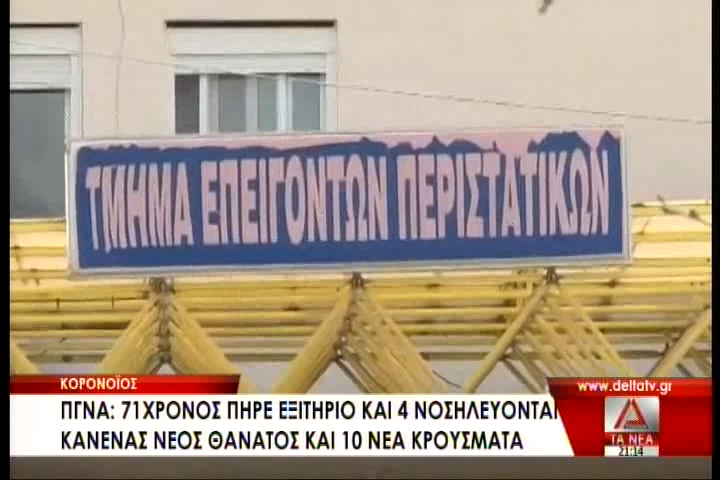 ΤΜΗΜΑ ΕΠΕΙΓΟΝΤΩΝ ΠΕΡΙΣΤΑΤΙΚΩΝ
ΚΟΡΟΝΟΪΟΣ
ΠΓΝΑ: 71ΧΡΟΝΟΣ ΠΗΡΕ ΕΞΙΤΗΡΙΟ ΚΑΙ 4 ΝΟΣΗΛΕΥΟΝΤΑΙ
ΚΑΝΕΝΑΣ ΝΕΟΣ ΘΑΝΑΤΟΣ ΚΑΙ 10 ΝΕΑ ΚΡΟΥΣΜΑΤΑ
www.deltatv.gr
ΤΑ ΝΕΑ
21:14